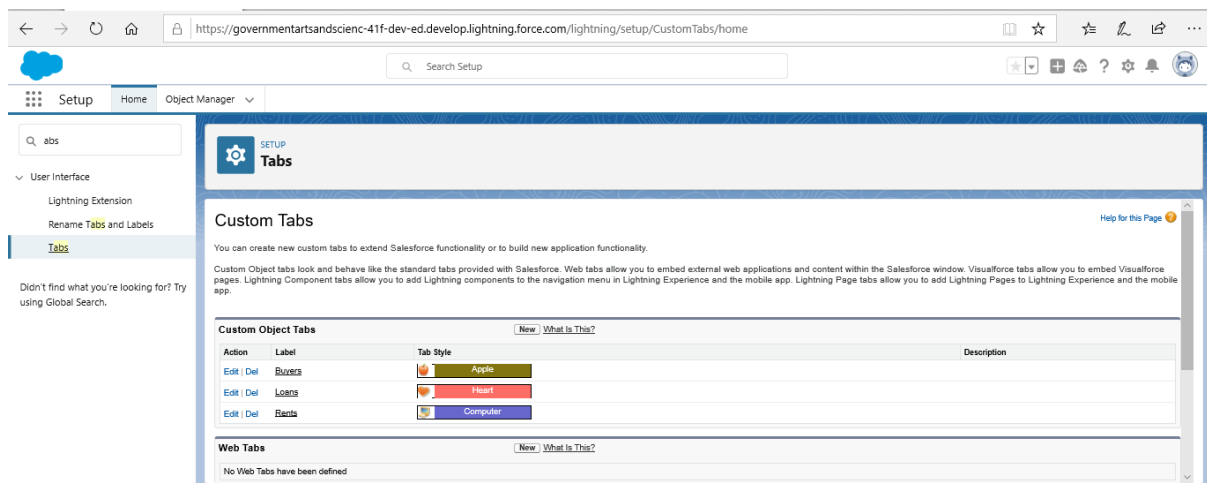 https://governmentartsandscienc-41f-dev-ed.develop.lightning.force.com/lightning/setup/CustomTabs/home
Search Setup
Setup Home Object Manager
abs
User Interface
Lightning Extension
Rename Tabs and Labels
Tabs
Didn't find what you're looking for? Try
using Global Search.
SETUP
Tabs
Custom Tabs
Help for this Page
You can create new custom tabs to extend Salesforce functionality or to build new application functionality.
Custom Object tabs look and behave like the standard tabs provided with Salesforce. Web tabs allow you to embed external web applications and content within the Salesforce window. Visualforce tabs allow you to embed Visualforce
pages. Lightning Component tabs allow you to add Lightning components to the navigation menu in Lightning Experience and the mobile app. Lightning Page tabs allow you to add Lightning Pages to Lightning Experience and the mobile
app.
Custom Object Tabs New What Is This?
Action Label Tab Style Description
Edit | Del Buyers Apple
Edit | Del Loans Heart
Edit | Del Rents Computer
Web Tabs New What Is This?
No Web Tabs have been defined